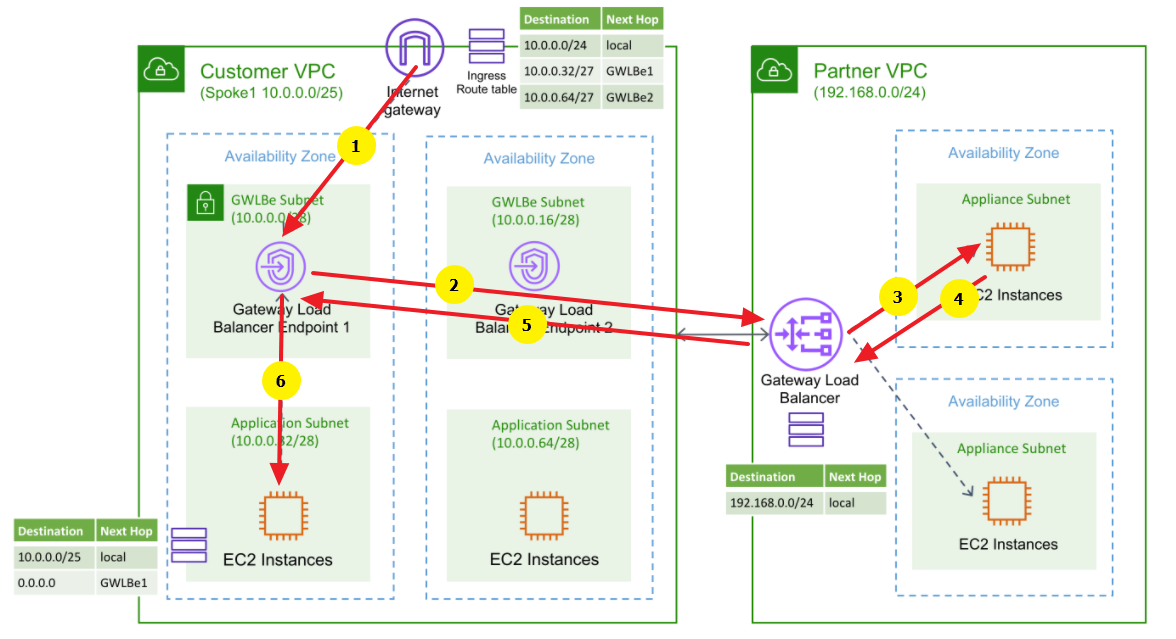 Destination Next Hop
10.0.0.0/24 local
10.0.0.32/27 GWLBe1
10.0.0.64/27 GWLBe2
Ingress
Route table
Internet
gateway
Customer VPC
(Spoke1 10.0.0.0/25)
Partner VPC
(192.168.0.0/24)
1
Availability Zone
GWLBe Subnet
(10.0.0.0/28)
Gateway Load
Balancer Endpoint 1
6
Application Subnet
(10.0.0.32/28)
EC2 Instances
Availability Zone
GWLBe Subnet
(10.0.0.16/28)
2
Gateway Load
Balancer Endpoint 2
5
Application Subnet
(10.0.0.64/28)
EC2 Instances
Destination Next Hop
10.0.0.0/25 local
0.0.0.0 GWLBe1
Gateway Load
Balancer
Destination Next Hop
192.168.0.0/24 local
Availability Zone
Appliance Subnet
3
4
EC2 Instances
Availability Zone
Appliance Subnet
EC2 Instances